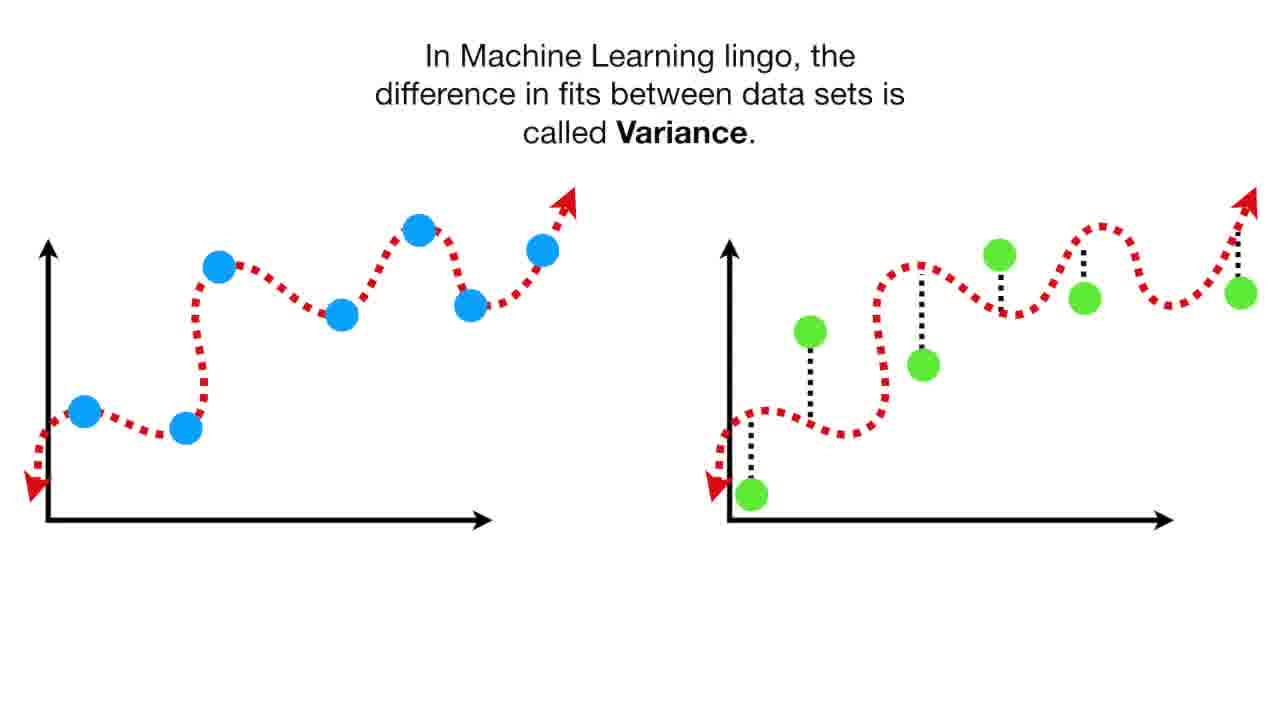 In Machine Learning lingo, the
difference in fits between data sets is
called Variance.